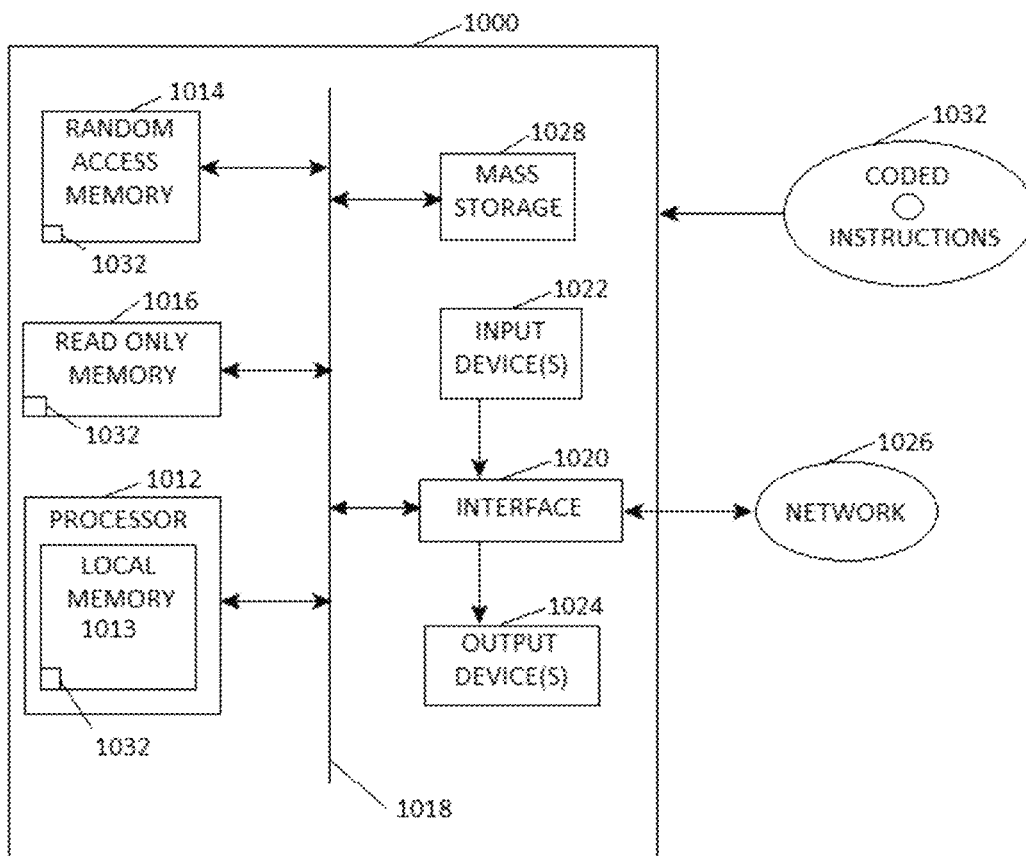 1000
1014
RANDOM
ACCESS
MEMORY
1032
1028
MASS
STORAGE
1032
CODED
INSTRUCTIONS
1016
READ ONLY
MEMORY
1032
1022
INPUT
DEVICE(S)
1012
PROCESSOR
LOCAL
MEMORY
1013
1032
1020
INTERFACE
1026
NETWORK
1024
OUTPUT
DEVICE(S)
1018